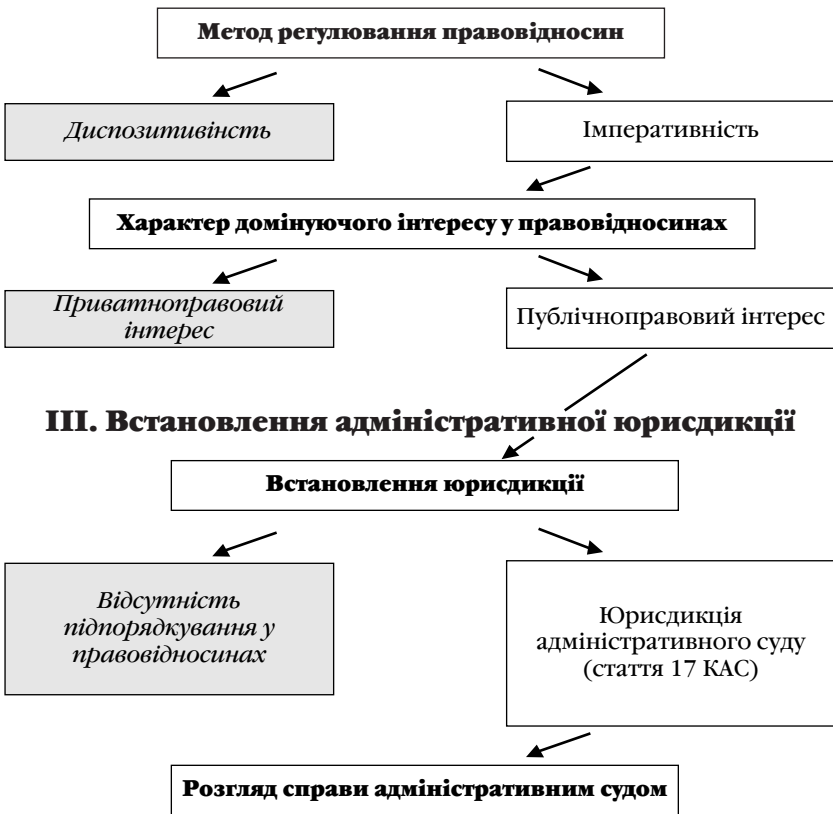 Метод регулювання правовідносин
Диспозитивінсть
Імперативність
Характер домінуючого інтересу у правовідносинах
Приватноправовий
інтерес
Публічноправовий інтерес
III. Встановлення адміністративної юрисдикції
Встановлення юрисдикції
Відсутність
підпорядкування у
правовідносинах
Юрисдикція
адміністративного суду
(стаття 17 КАС)
Розгляд справи адміністративним судом